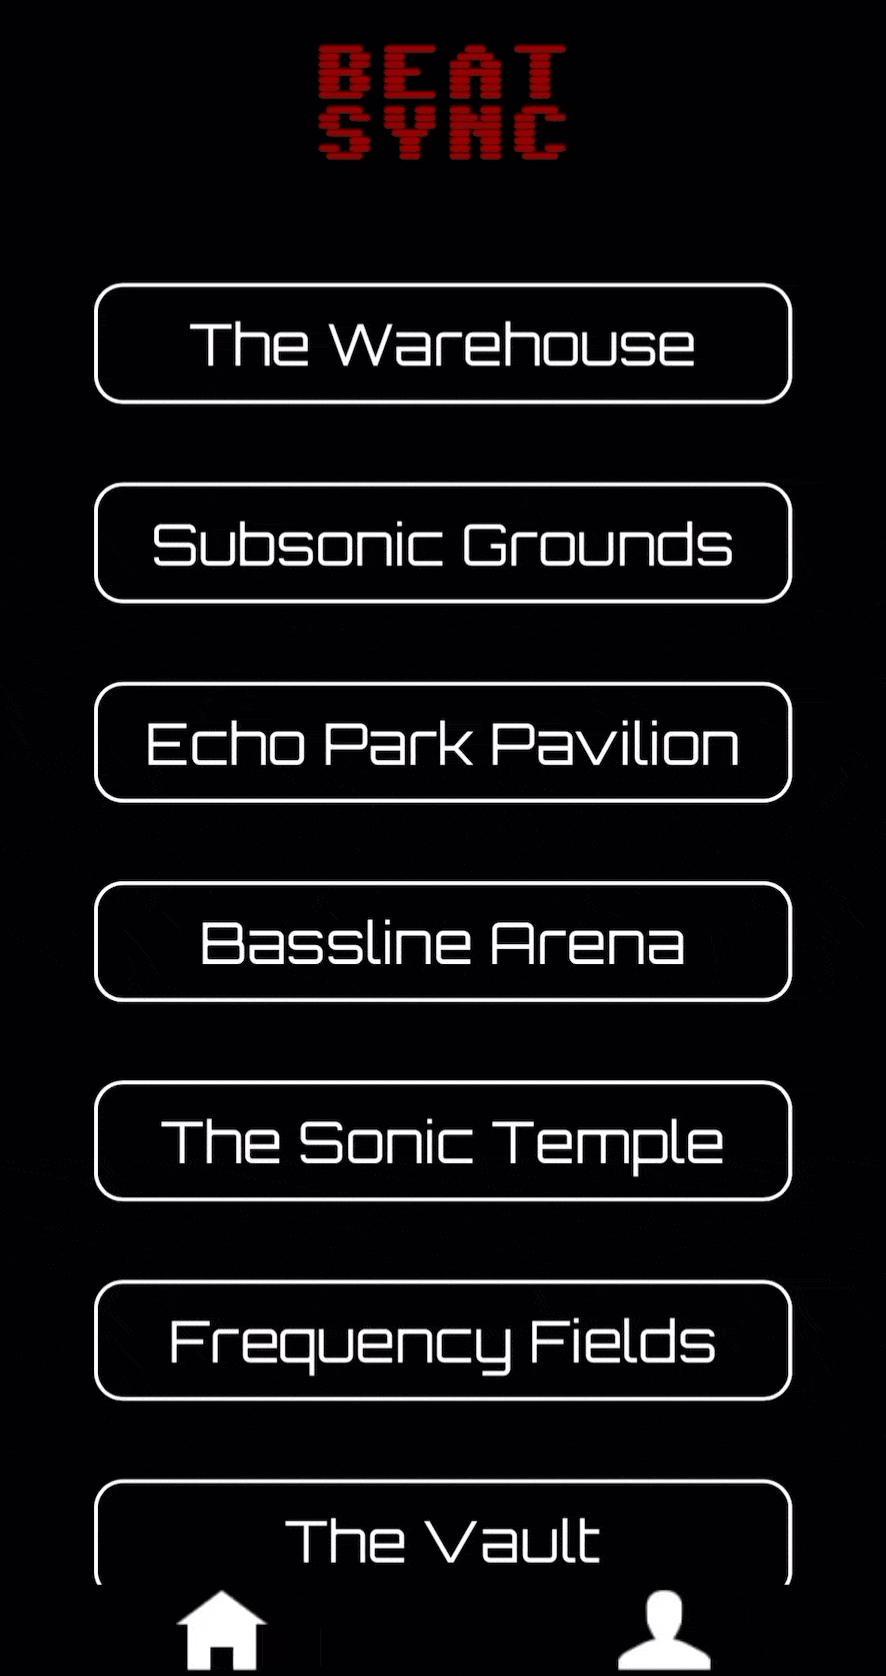 BEAT
SYNC
The Warehouse
Subsonic Grounds
Echo Park Pavilion
Bassline Arena
The Sonic Temple
Frequency Fields
The Vault